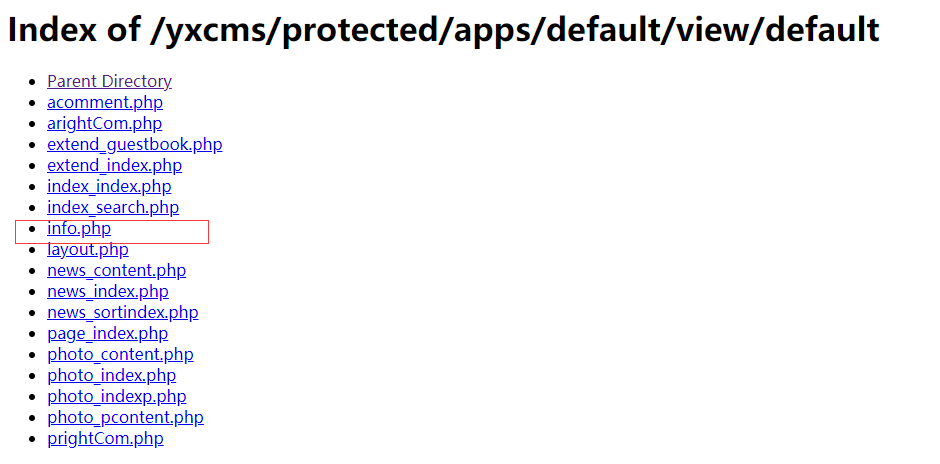 Index of /yxcms/protected/apps/default/view/default
Parent Directory
acomment.php
arightCom.php
extend_guestbook.php
extend_index.php
index_index.php
index_search.php
info.php
layout.php
news_content.php
news_index.php
news_sortindex.php
page_index.php
photo_content.php
photo_index.php
photo_indexp.php
photo_pcontent.php
prightCom.php